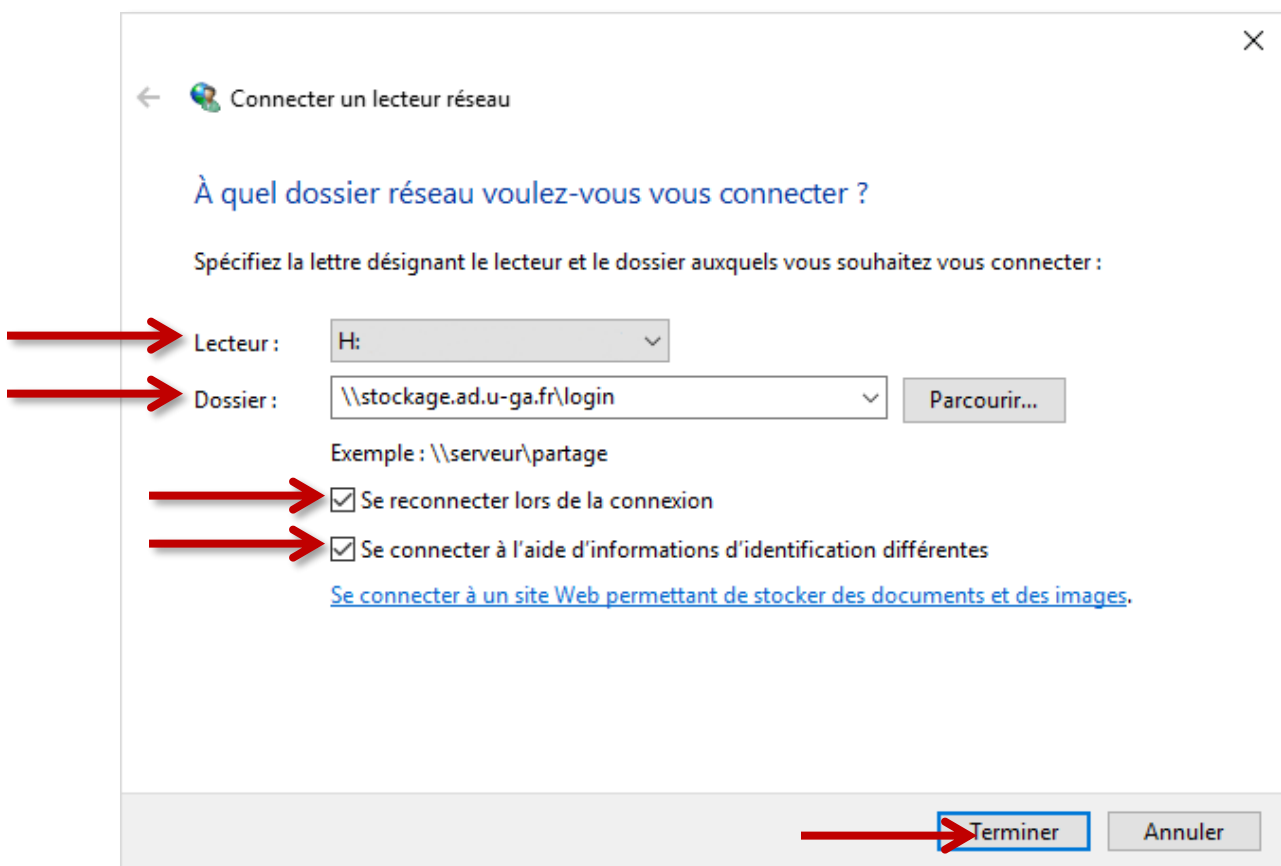 Connecter un lecteur réseau
À quel dossier réseau voulez-vous vous connecter ?
Spécifiez la lettre désignant le lecteur et le dossier auxquels vous souhaitez vous connecter :
Lecteur : H:
Dossier : \\stockage.ad.u-ga.fr\login Parcourir...
Exemple : \\serveur\partage
Se reconnecter lors de la connexion
Se connecter à l’aide d’informations d’identification différentes
Se connecter à un site Web permettant de stocker des documents et des images.
Terminer Annuler